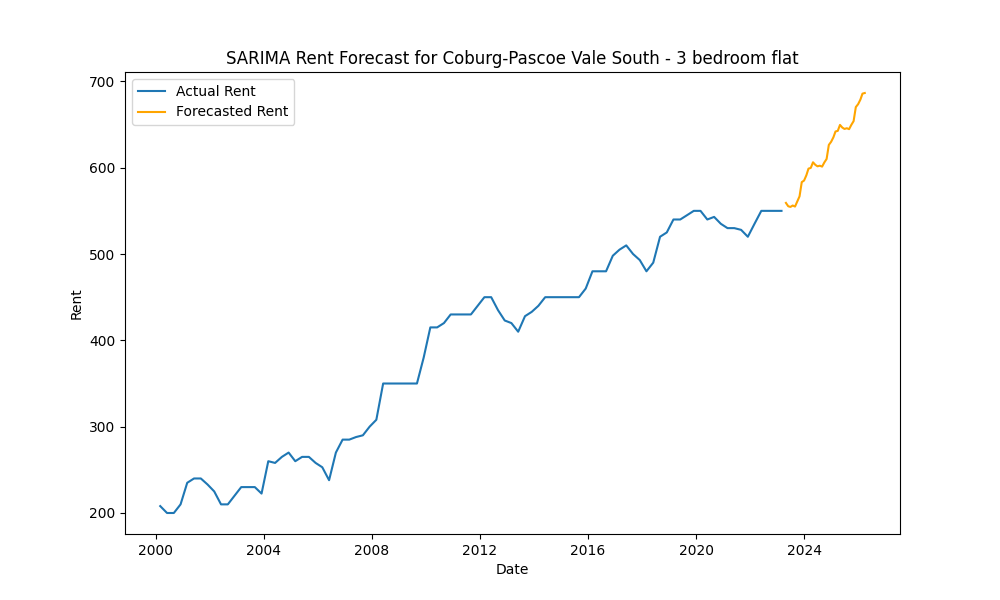 SARIMA Rent Forecast for Coburg-Pascoe Vale South - 3 bedroom flat
Actual Rent
Forecasted Rent
700
600
500
400
300
200
Rent
2000
2004
2008
2012
2016
2020
2024
Date